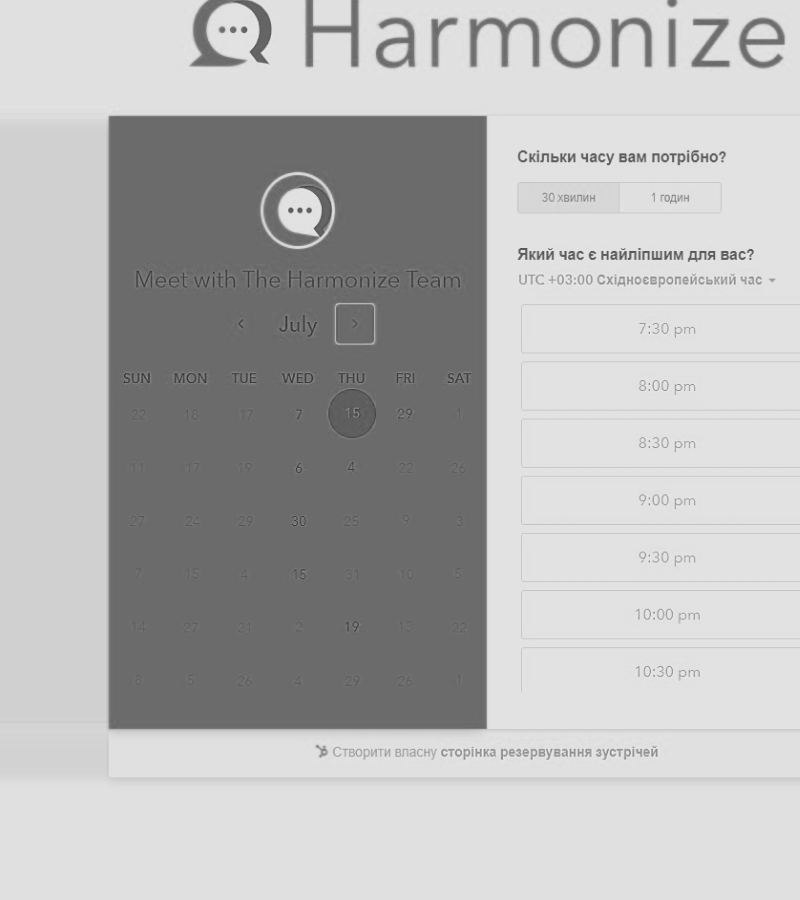 Harmonize
Meet with The Harmonize Team
July
SUN MON TUE WED THU FRI SAT
22 18 17 7 15 29 1
11 17 19 6 4 22 26
27 24 29 30 25 9 3
7 15 4 15 31 10 5
14 27 21 2 19 13 22
8 5 26 4 29 26 1
Скільки часу вам потрібно?
30 хвилин 1 годин
Який час є найліпшим для вас?
UTC +03:00 Східноєвропейський час
7:30 pm
8:00 pm
8:30 pm
9:00 pm
9:30 pm
10:00 pm
10:30 pm
Створити власну сторінка резервування зустрічей